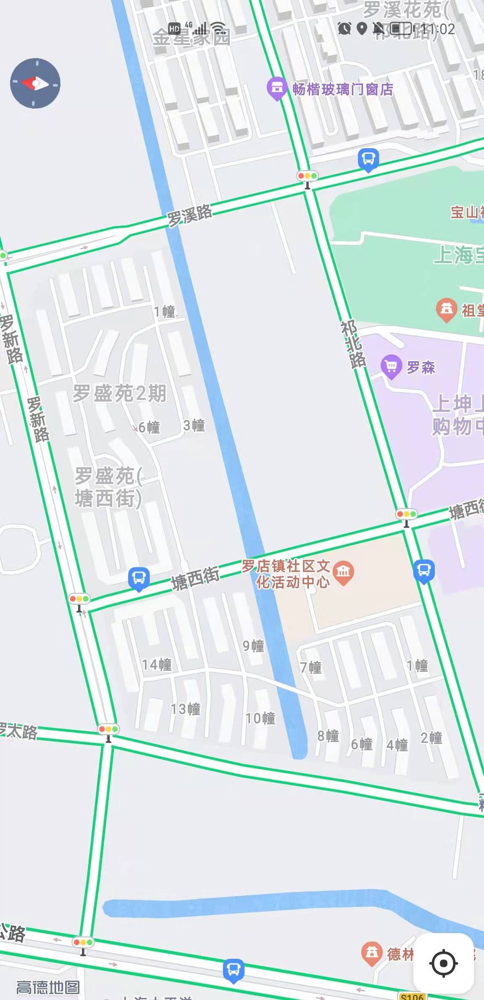 罗溪花苑(
祁北路)
HD 4G
11:02
金星家园
18
畅楷玻璃门窗店
罗溪路
宝山
上海宝
祖堂
1幢
罗新路
祁北路
罗森
罗盛苑2期
罗新路
上坤上
购物中
6幢
3幢
罗盛苑(
塘西街)
塘西街
罗店镇社区文
化活动中心
塘西街
9幢
14幢
7幢
1幢
13幢
10幢
罗太路
8幢
6幢
4幢
2幢
公路
德林
高德地图
S106